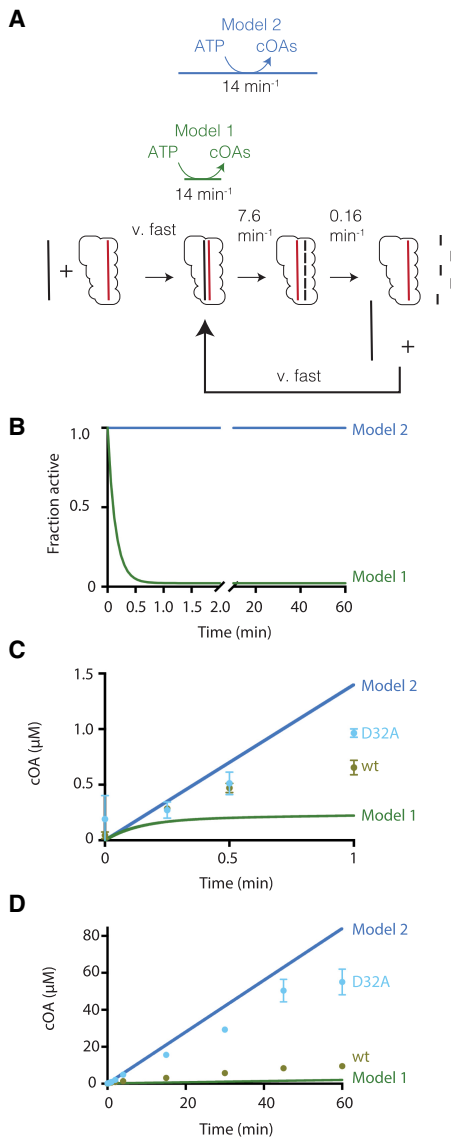 A
Model 2
ATP cOAs
14 min-1
Model 1
ATP cOAs
14 min-1
v. fast
7.6 min-1
0.16 min-1
+
+
v. fast
B
Fraction active
1.0
0.5
0
0 0.5 1.0 1.5 2.0 20 40 60
Time (min)
Model 2
Model 1
C
cOA (μM)
1.5
1.0
0.5
0
0 0.5 1
Time (min)
Model 2
D32A
wt
Model 1
D
cOA (μM)
80
60
40
20
0
0 20 40 60
Time (min)
Model 2
D32A
wt
Model 1